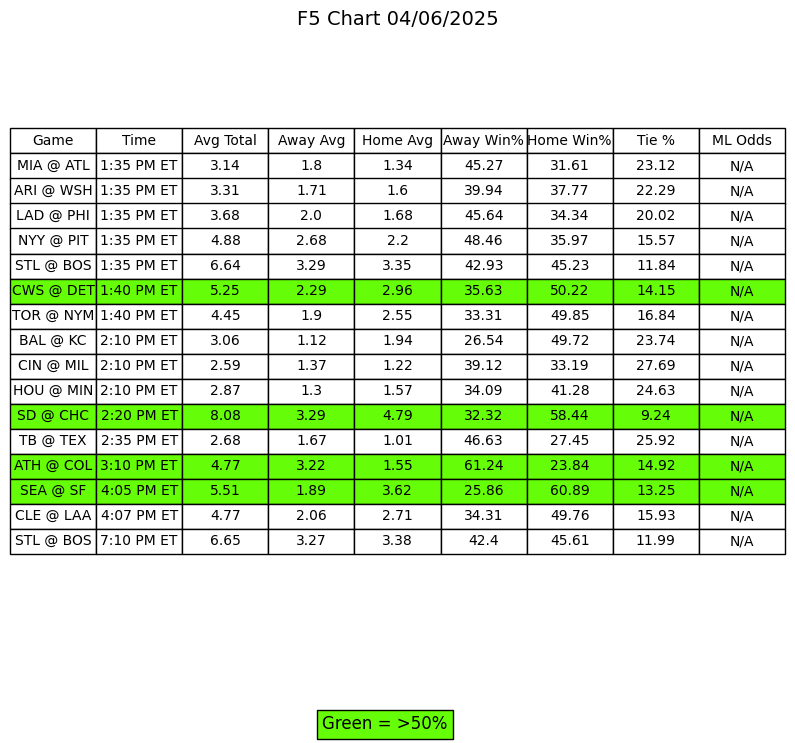 F5 Chart 04/06/2025
Game Time Avg Total Away Avg Home Avg Away Win% Home Win% Tie % ML Odds
MIA @ ATL 1:35 PM ET 3.14 1.8 1.34 45.27 31.61 23.12 N/A
ARI @ WSH 1:35 PM ET 3.31 1.71 1.6 39.94 37.77 22.29 N/A
LAD @ PHI 1:35 PM ET 3.68 2.0 1.68 45.64 34.34 20.02 N/A
NYY @ PIT 1:35 PM ET 4.88 2.68 2.2 48.46 35.97 15.57 N/A
STL @ BOS 1:35 PM ET 6.64 3.29 3.35 42.93 45.23 11.84 N/A
CWS @ DET 1:40 PM ET 5.25 2.29 2.96 35.63 50.22 14.15 N/A
TOR @ NYM 1:40 PM ET 4.45 1.9 2.55 33.31 49.85 16.84 N/A
BAL @ KC 2:10 PM ET 3.06 1.12 1.94 26.54 49.72 23.74 N/A
CIN @ MIL 2:10 PM ET 2.59 1.37 1.22 39.12 33.19 27.69 N/A
HOU @ MIN 2:10 PM ET 2.87 1.3 1.57 34.09 41.28 24.63 N/A
SD @ CHC 2:20 PM ET 8.08 3.29 4.79 32.32 58.44 9.24 N/A
TB @ TEX 2:35 PM ET 2.68 1.67 1.01 46.63 27.45 25.92 N/A
ATH @ COL 3:10 PM ET 4.77 3.22 1.55 61.24 23.84 14.92 N/A
SEA @ SF 4:05 PM ET 5.51 1.89 3.62 25.86 60.89 13.25 N/A
CLE @ LAA 4:07 PM ET 4.77 2.06 2.71 34.31 49.76 15.93 N/A
STL @ BOS 7:10 PM ET 6.65 3.27 3.38 42.4 45.61 11.99 N/A
Green = >50%